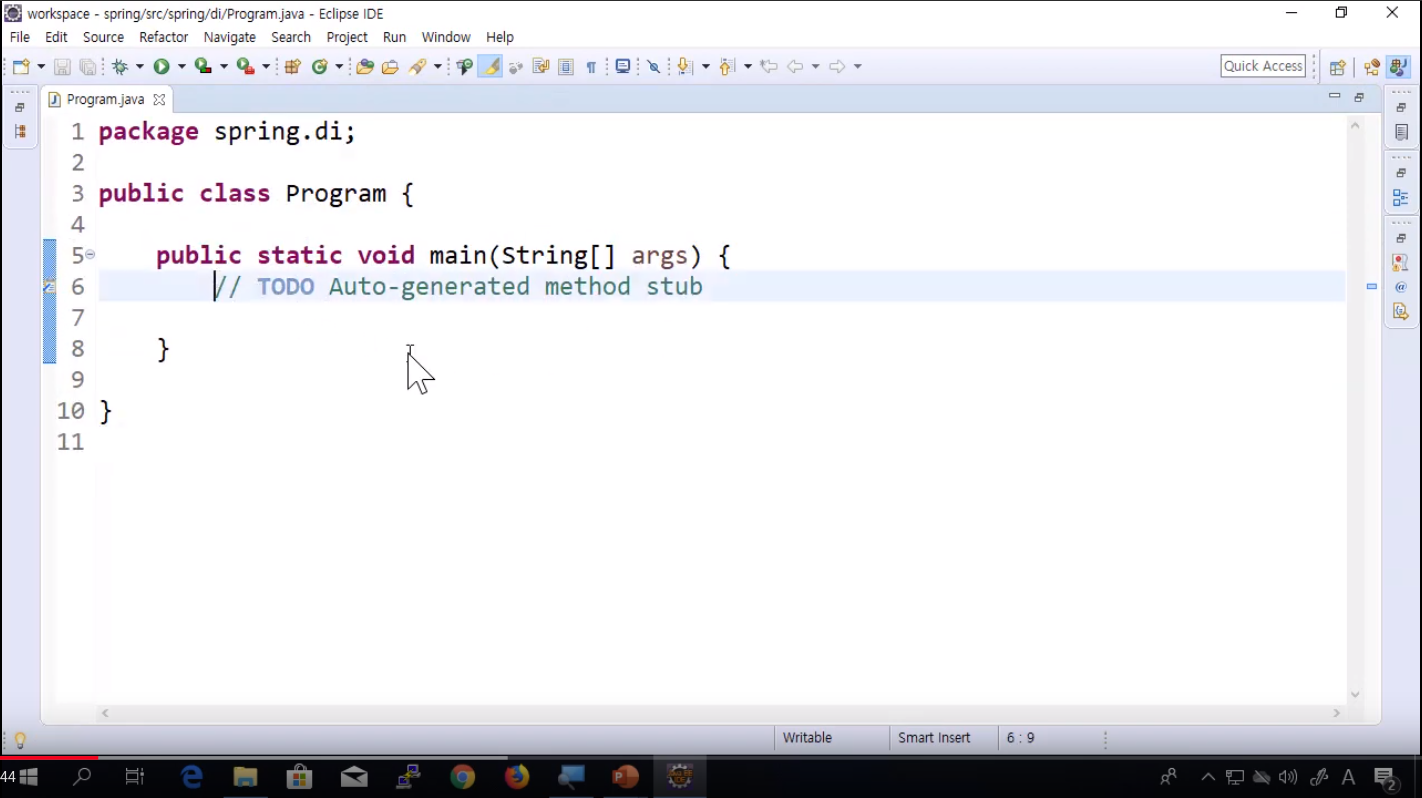 workspace - spring/src/spring/di/Program.java - Eclipse IDE
File Edit Source Refactor Navigate Search Project Run Window Help
Quick Access
Program.java
1 package spring.di;
2
3 public class Program {
4
5 public static void main(String[] args) {
6 // TODO Auto-generated method stub
7
8 }
9
10 }
11
Writable Smart Insert 6 : 9
44
A
2